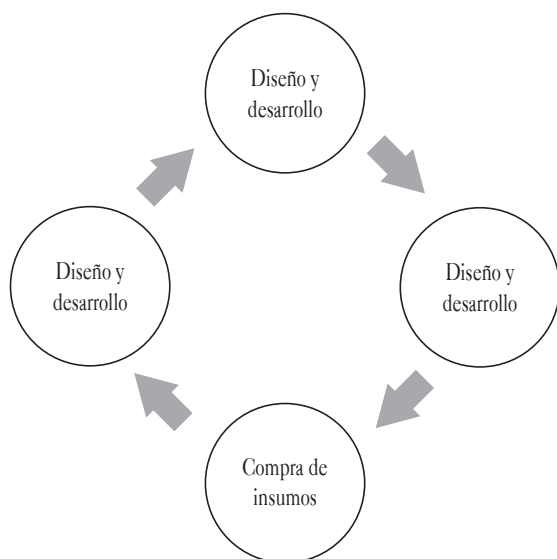 Diseño y
desarrollo
Diseño y
desarrollo
Diseño y
desarrollo
Compra de
insumos